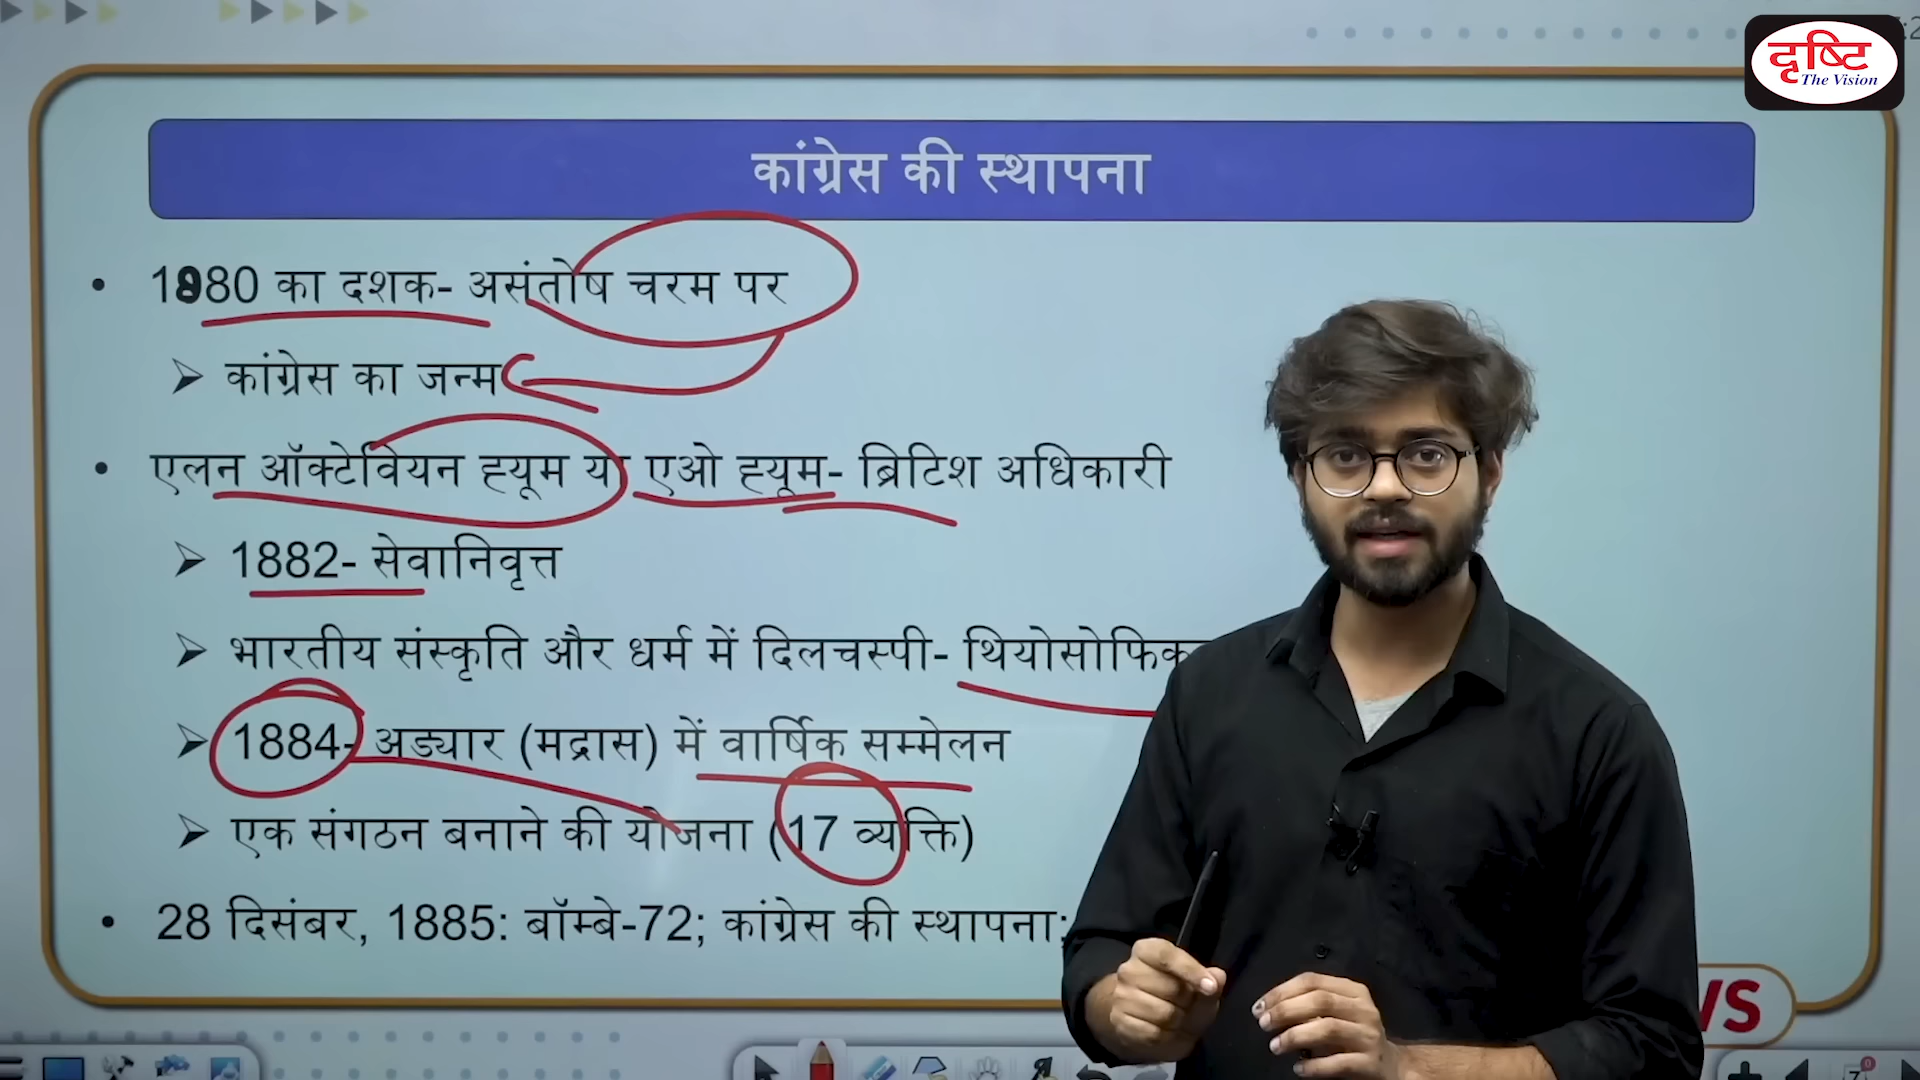 दृष्टि
The Vision
कांग्रेस की स्थापना
• 1880 का दशक- असंतोष चरम पर
➢ कांग्रेस का जन्म
• एलन ऑक्टेवियन ह्यूम या एओ ह्यूम- ब्रिटिश अधिकारी
➢ 1882- सेवानिवृत्त
➢ भारतीय संस्कृति और धर्म में दिलचस्पी- थियोसोफिक
➢ 1884- अड्यार (मद्रास) में वार्षिक सम्मेलन
➢ एक संगठन बनाने की योजना (17 व्यक्ति)
• 28 दिसंबर, 1885: बॉम्बे-72; कांग्रेस की स्थापना;